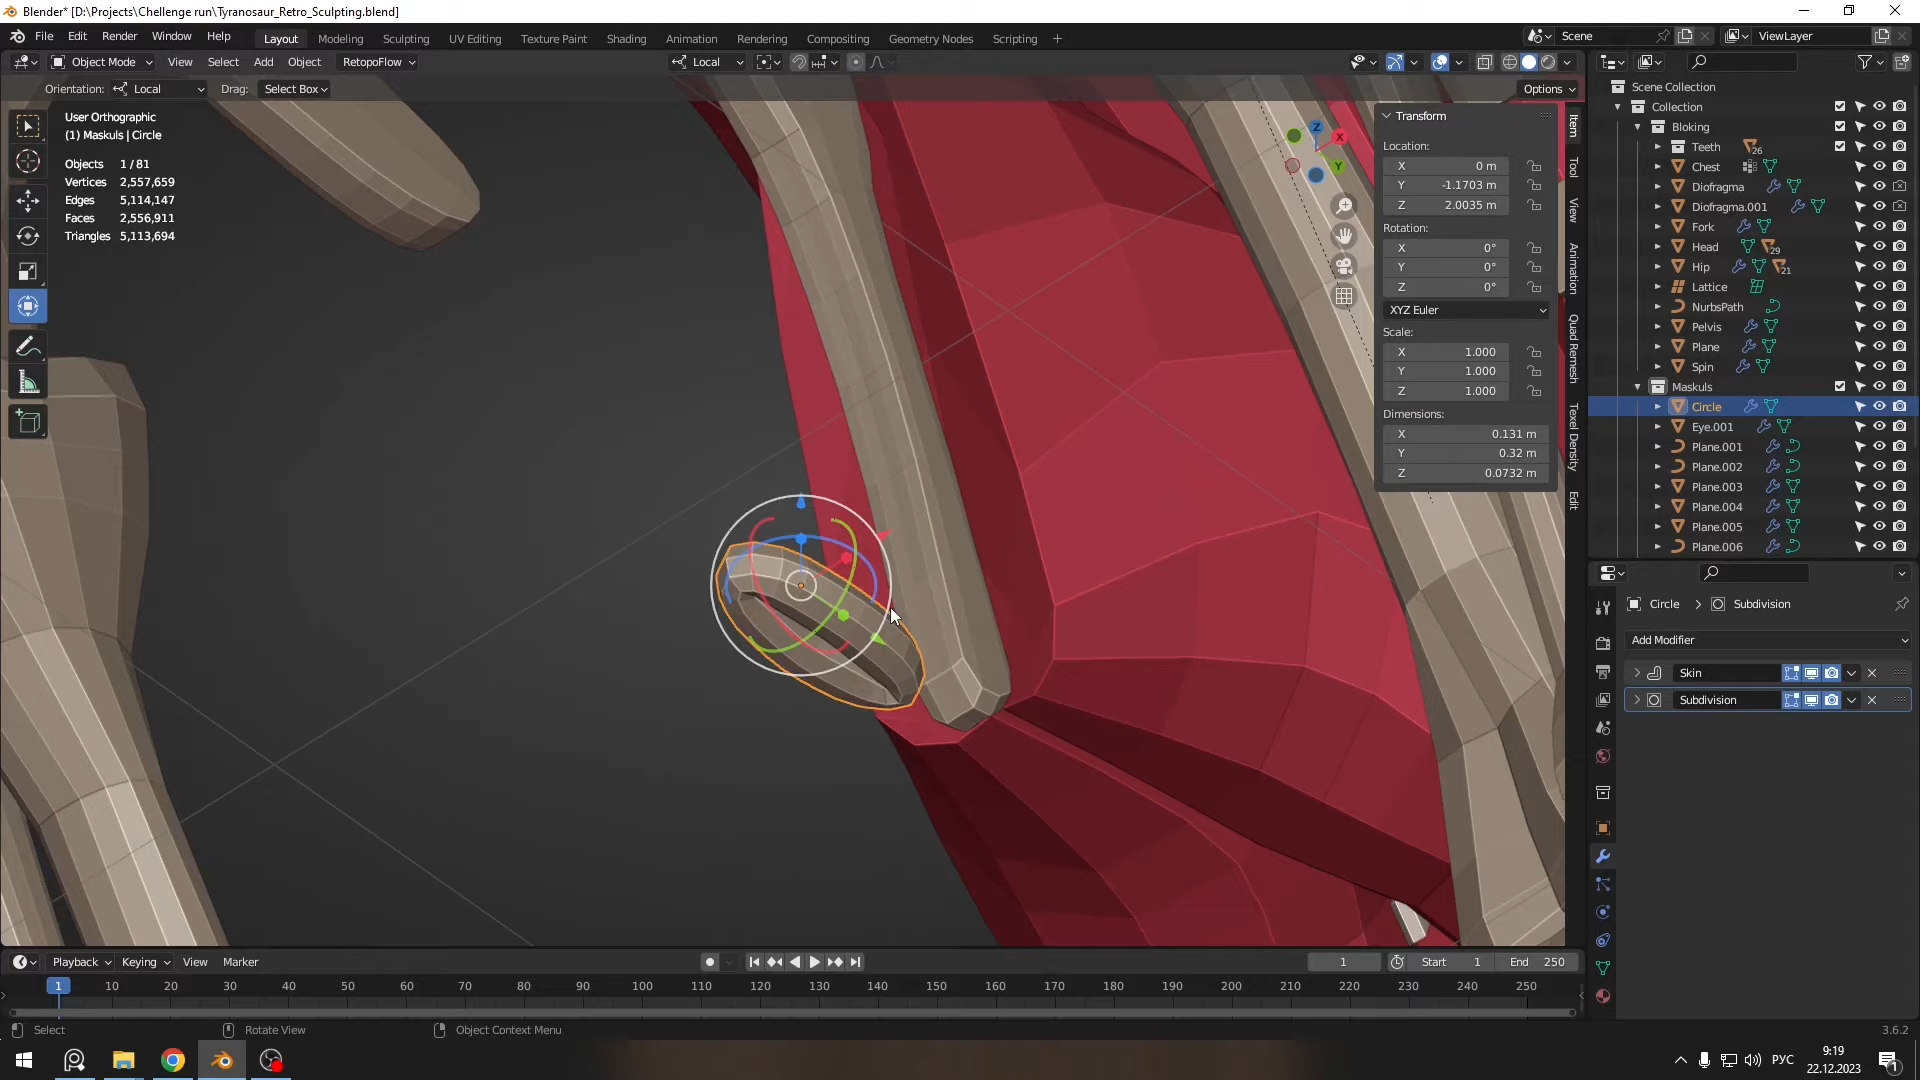 Blender* [D:\Projects\Chellenge run\Tyranosaur_Retro_Sculpting.blend]
File Edit Render Window Help
Layout Modeling Sculpting UV Editing Texture Paint Shading Animation Rendering Compositing Geometry Nodes Scripting +
Scene
ViewLayer
Object Mode View Select Add Object RetopoFlow
Local
Orientation: Local Drag: Select Box
Options
User Orthographic
(1) Maskuls | Circle
Objects 1 / 81
Vertices 2,557,659
Edges 5,114,147
Faces 2,556,911
Triangles 5,113,694
Z
X
Y
Transform
Location:
X 0 m
Y -1.1703 m
Z 2.0035 m
Rotation:
X 0°
Y 0°
Z 0°
XYZ Euler
Scale:
X 1.000
Y 1.000
Z 1.000
Dimensions:
X 0.131 m
Y 0.32 m
Z 0.0732 m
Item
Tool
View
Animation
Quad Remesh
Texel Density
Edit
Scene Collection
Collection
Bloking
Teeth 26
Chest
Diofragma
Diofragma.001
Fork
Head 29
Hip 21
Lattice
NurbsPath
Pelvis
Plane
Spin
Maskuls
Circle
Eye.001
Plane.001
Plane.002
Plane.003
Plane.004
Plane.005
Plane.006
Circle > Subdivision
Add Modifier
Skin
Subdivision
Playback Keying View Marker
1
Start 1 End 250
1 10 20 30 40 50 60 70 80 90 100 110 120 130 140 150 160 170 180 190 200 210 220 230 240 250
Select Rotate View Object Context Menu
3.6.2
РУС
9:19
22.12.2023
1